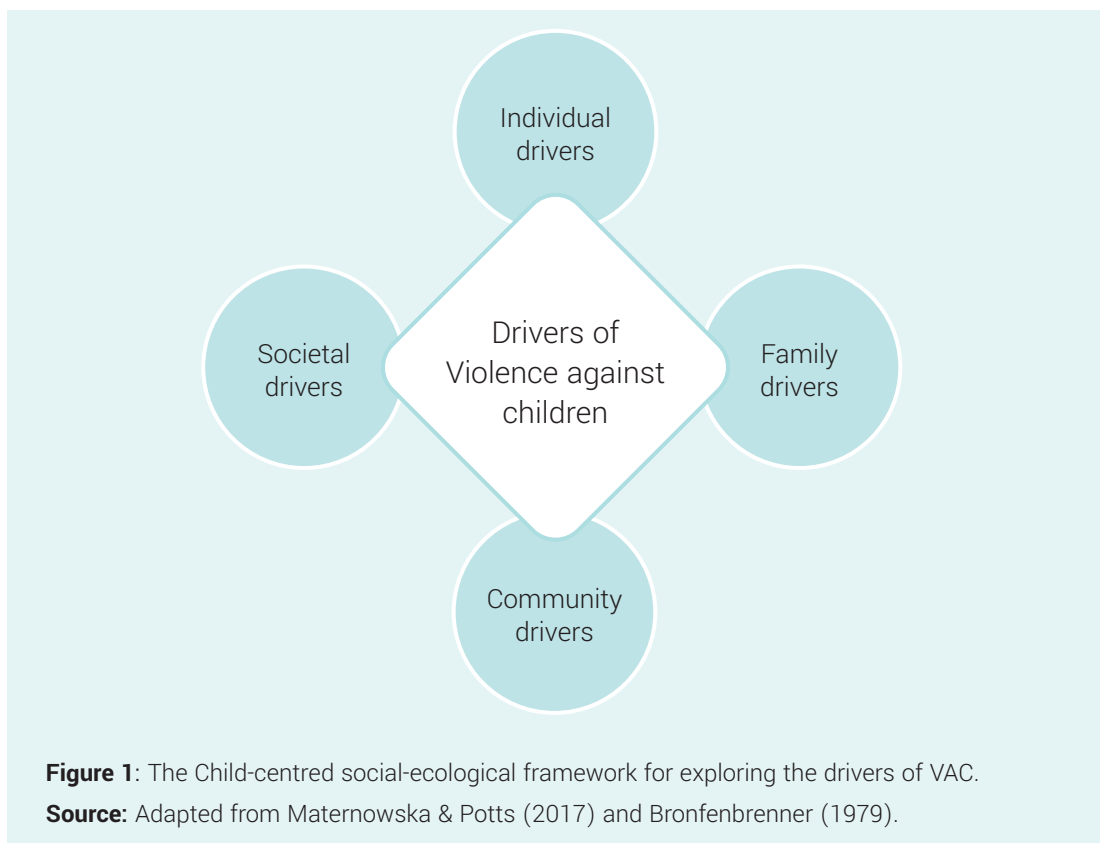 Individual
drivers
Societal
drivers
Drivers of
Violence against
children
Family
drivers
Community
drivers
Figure 1: The Child-centred social-ecological framework for exploring the drivers of VAC.
Source: Adapted from Maternowska & Potts (2017) and Bronfenbrenner (1979).